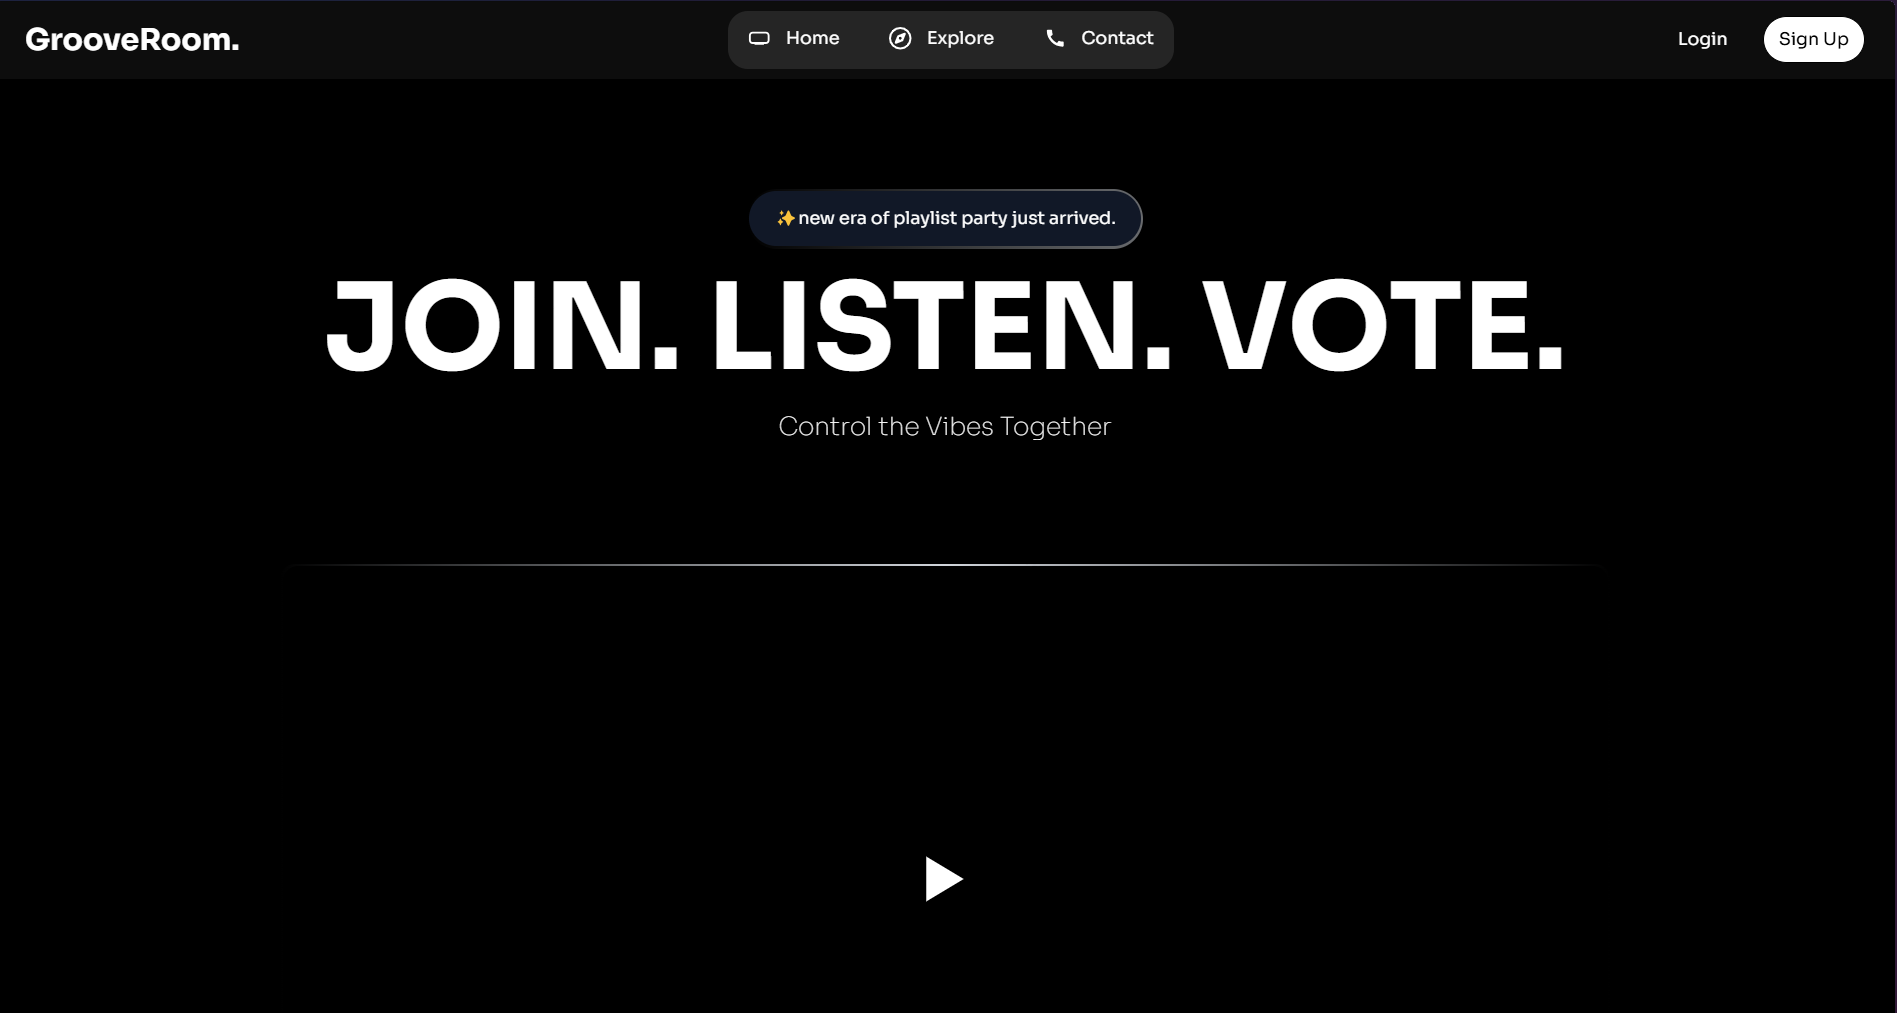 GrooveRoom.
Home
Explore
Contact
Login
Sign Up
✨new era of playlist party just arrived.
JOIN. LISTEN. VOTE.
Control the Vibes Together